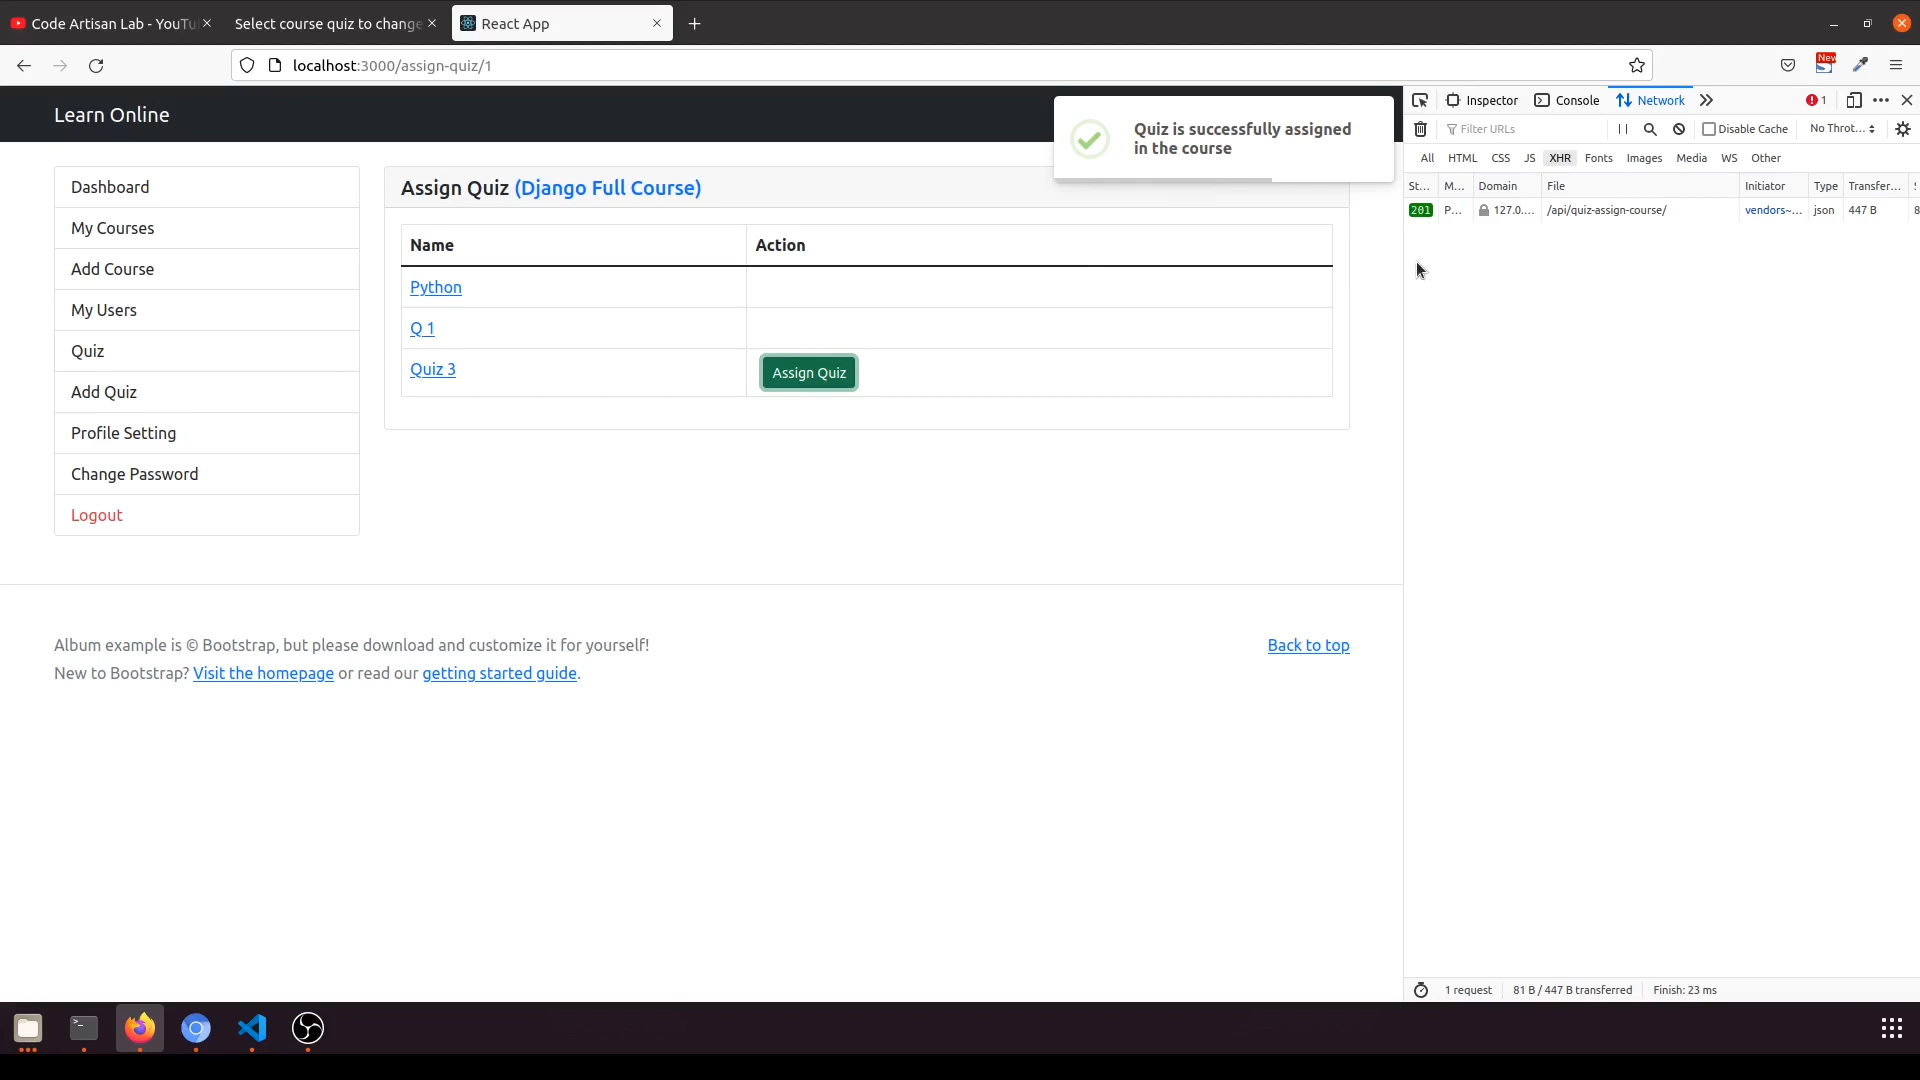 Code Artisan Lab - YouTu
Select course quiz to change
React App
localhost:3000/assign-quiz/1
New
Learn Online
Quiz is successfully assigned
in the course
Dashboard
My Courses
Add Course
My Users
Quiz
Add Quiz
Profile Setting
Change Password
Logout
Assign Quiz (Django Full Course)
Name Action
Python
Q 1
Quiz 3 Assign Quiz
Album example is © Bootstrap, but please download and customize it for yourself!
New to Bootstrap? Visit the homepage or read our getting started guide.
Back to top
Inspector Console Network 1
Filter URLs Disable Cache No Throt...
All HTML CSS JS XHR Fonts Images Media WS Other
St... M... Domain File Initiator Type Transfer...
201 P... 127.0.... /api/quiz-assign-course/ vendors~... json 447 B 8
1 request 81 B / 447 B transferred Finish: 23 ms